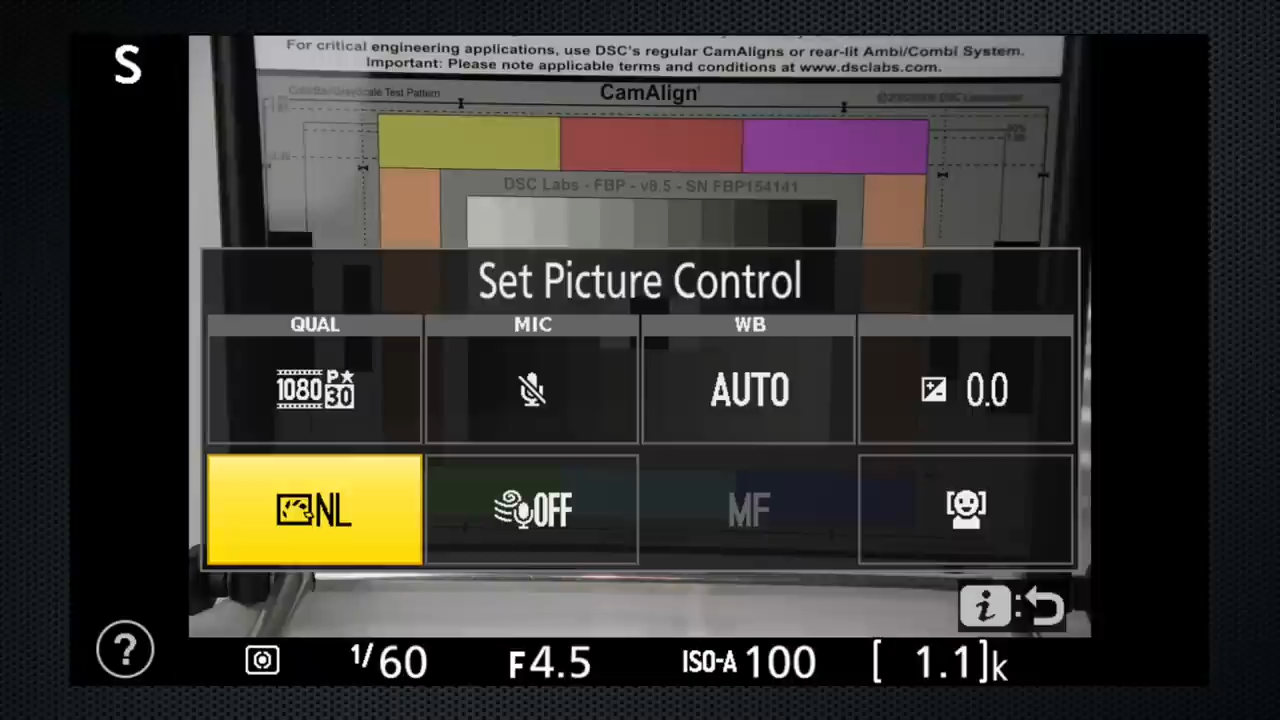 S
For critical engineering applications, use DSC's regular CamAligns or rear-lit Ambi/Combi System.
Important: Please note applicable terms and conditions at www.dsclabs.com.
Test Pattern
CamAlign
DSC Labs - FBP - v8.5 - SN FBP154141
Set Picture Control
QUAL MIC WB
1080 P★ 30 AUTO 0.0
NL OFF MF
i :
? 1/60 F4.5 ISO-A 100 [ 1.1]k